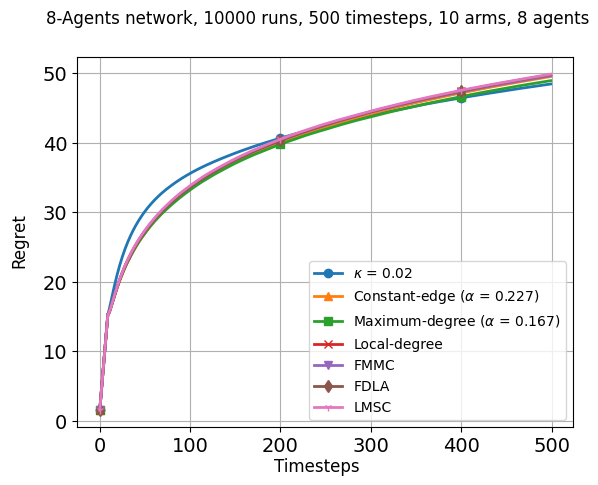 8-Agents network, 10000 runs, 500 timesteps, 10 arms, 8 agents
50
40
30
20
10
0
Regret
κ = 0.02
Constant-edge (α = 0.227)
Maximum-degree (α = 0.167)
Local-degree
FMMC
FDLA
LMSC
0 100 200 300 400 500
Timesteps